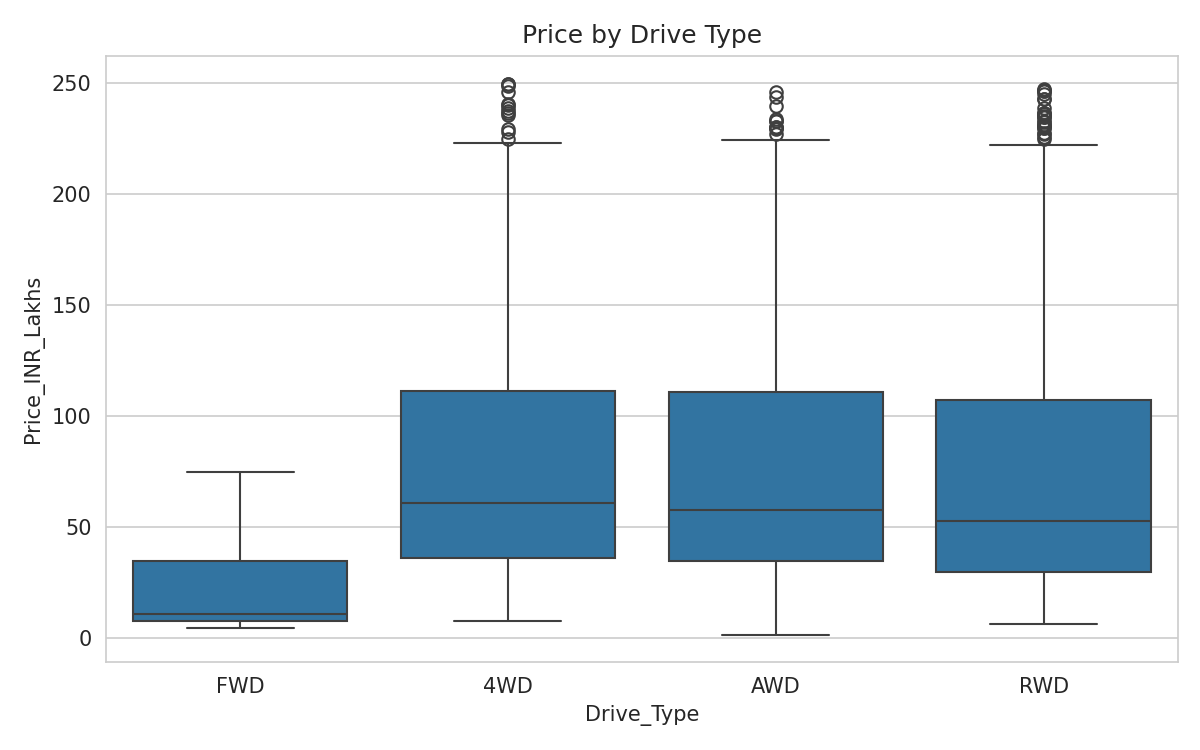 Price by Drive Type
Price_INR_Lakhs
250
200
150
100
50
0
FWD 4WD AWD RWD
Drive_Type